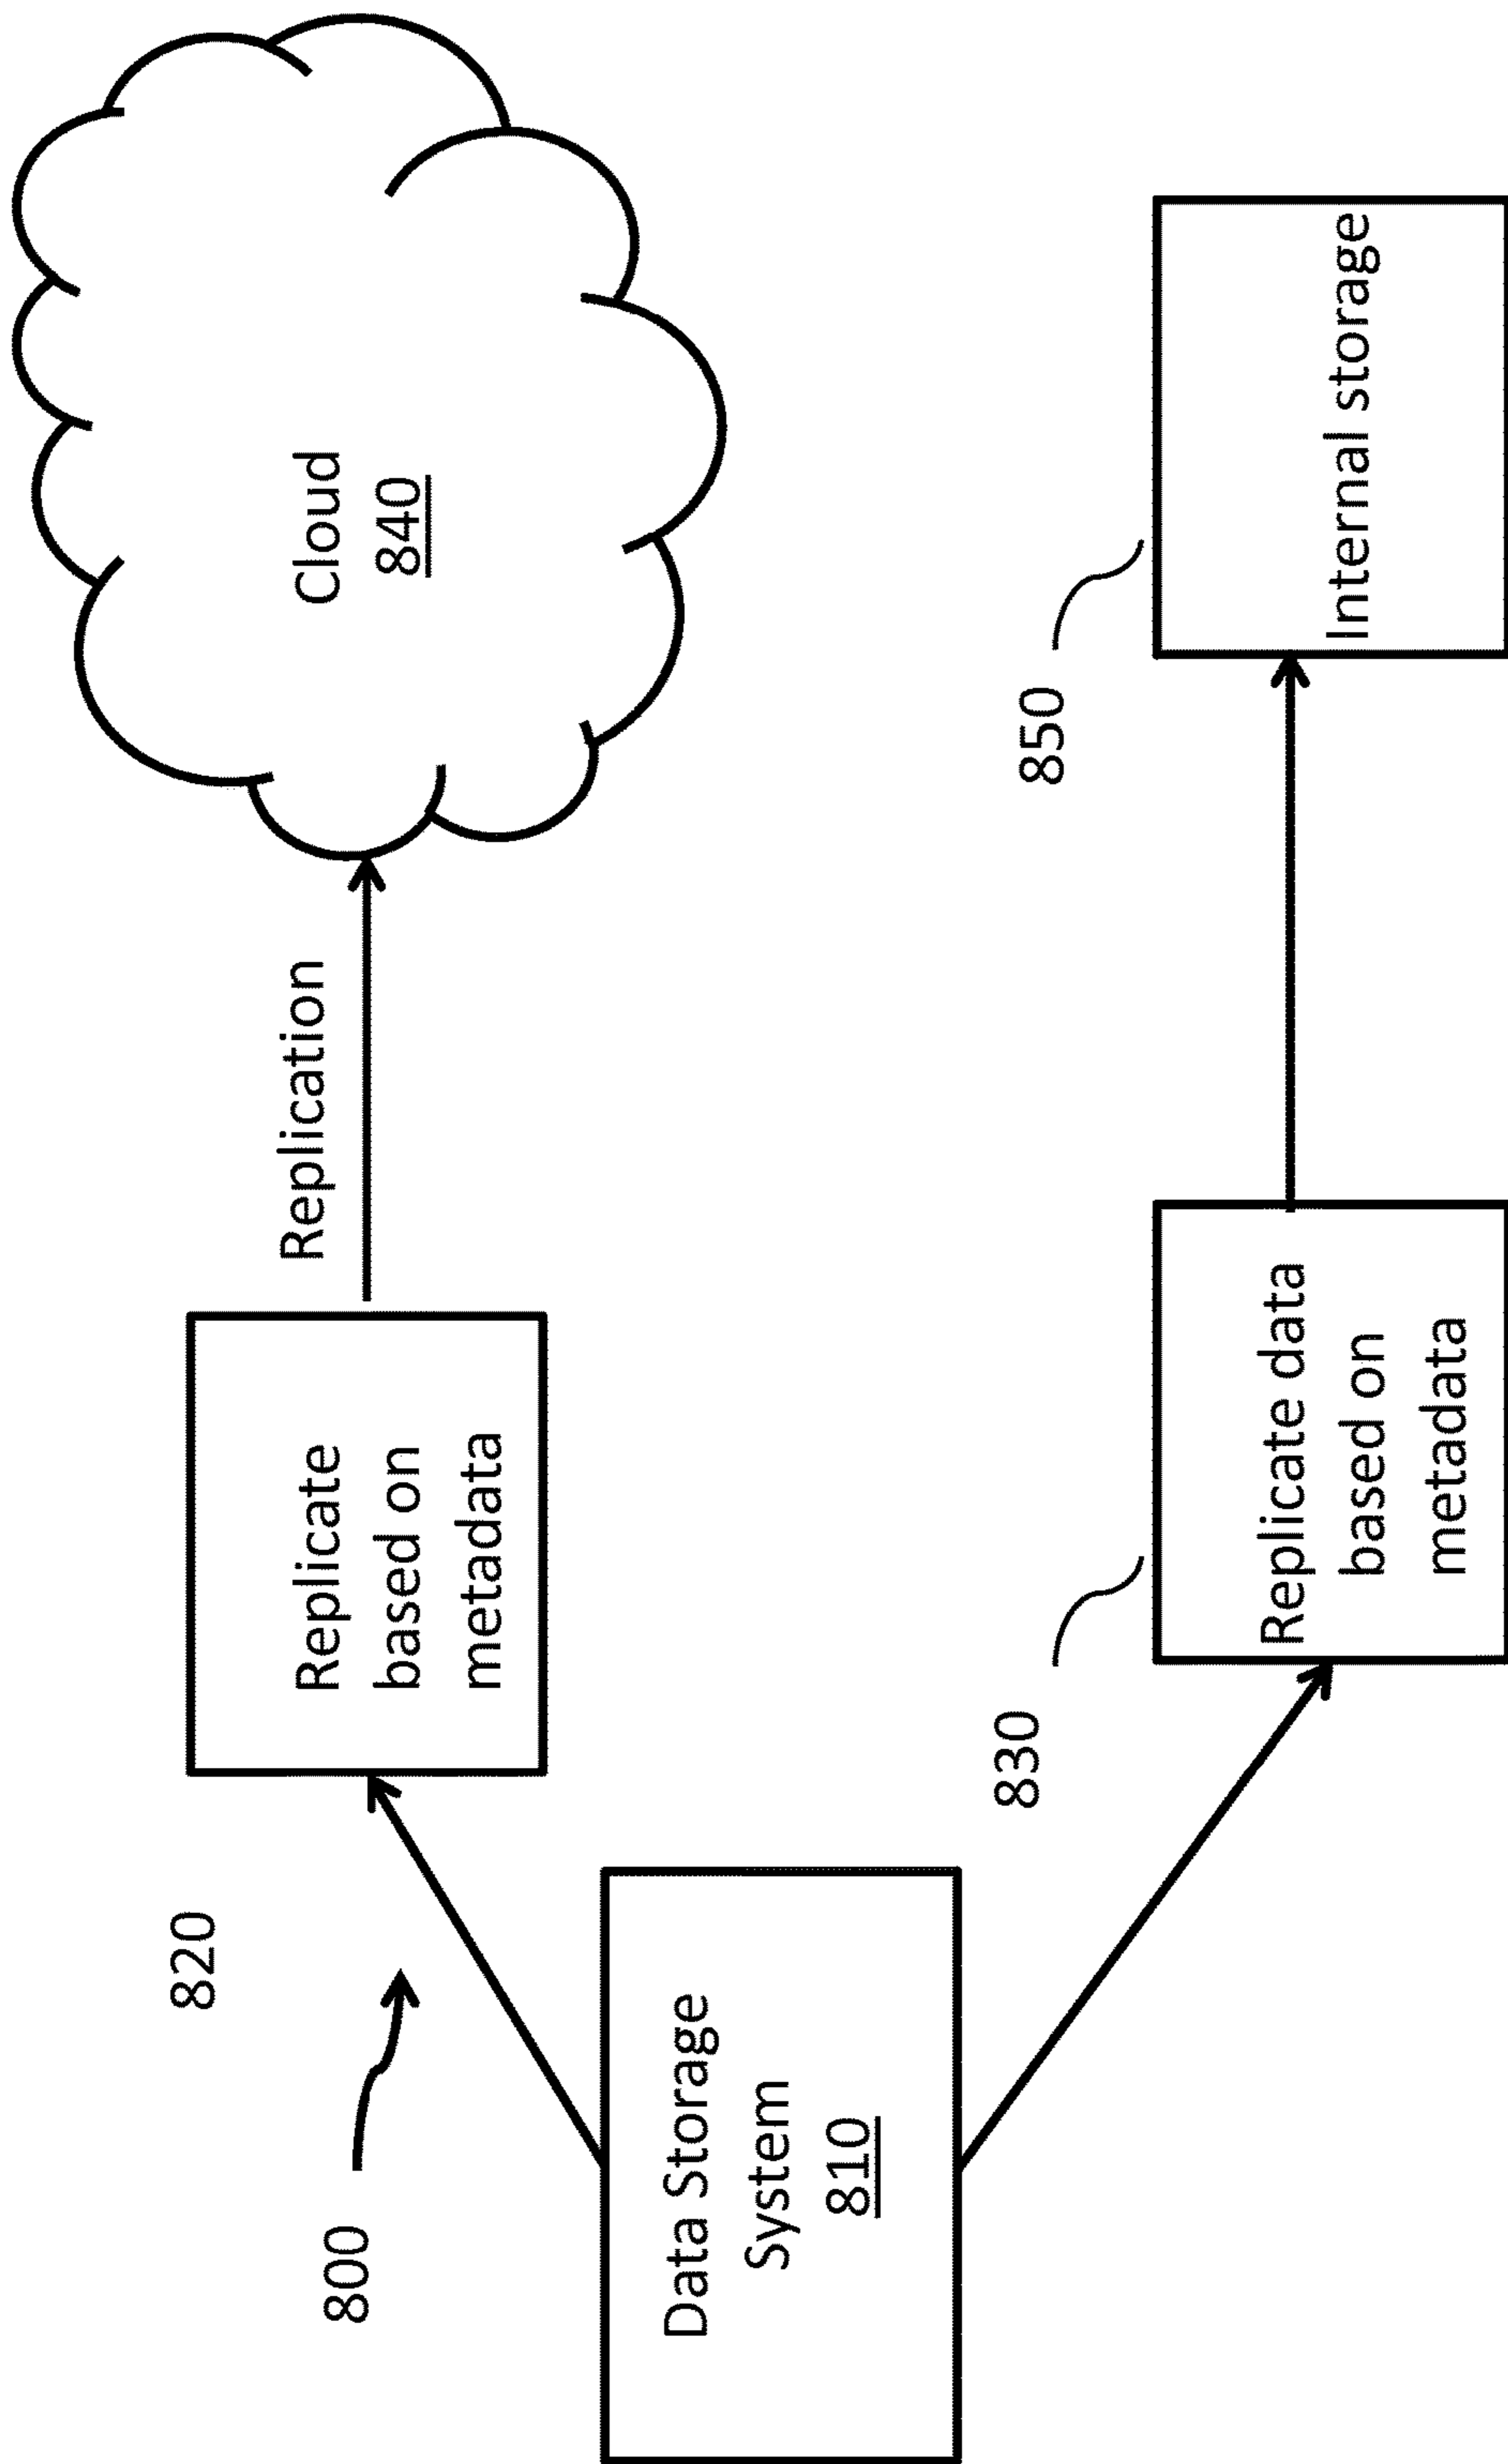 800
820
Replicate
based on
metadata
Replication
Cloud
840
Data Storage
System
810
830
Replicate data
based on
metadata
850
Internal storage